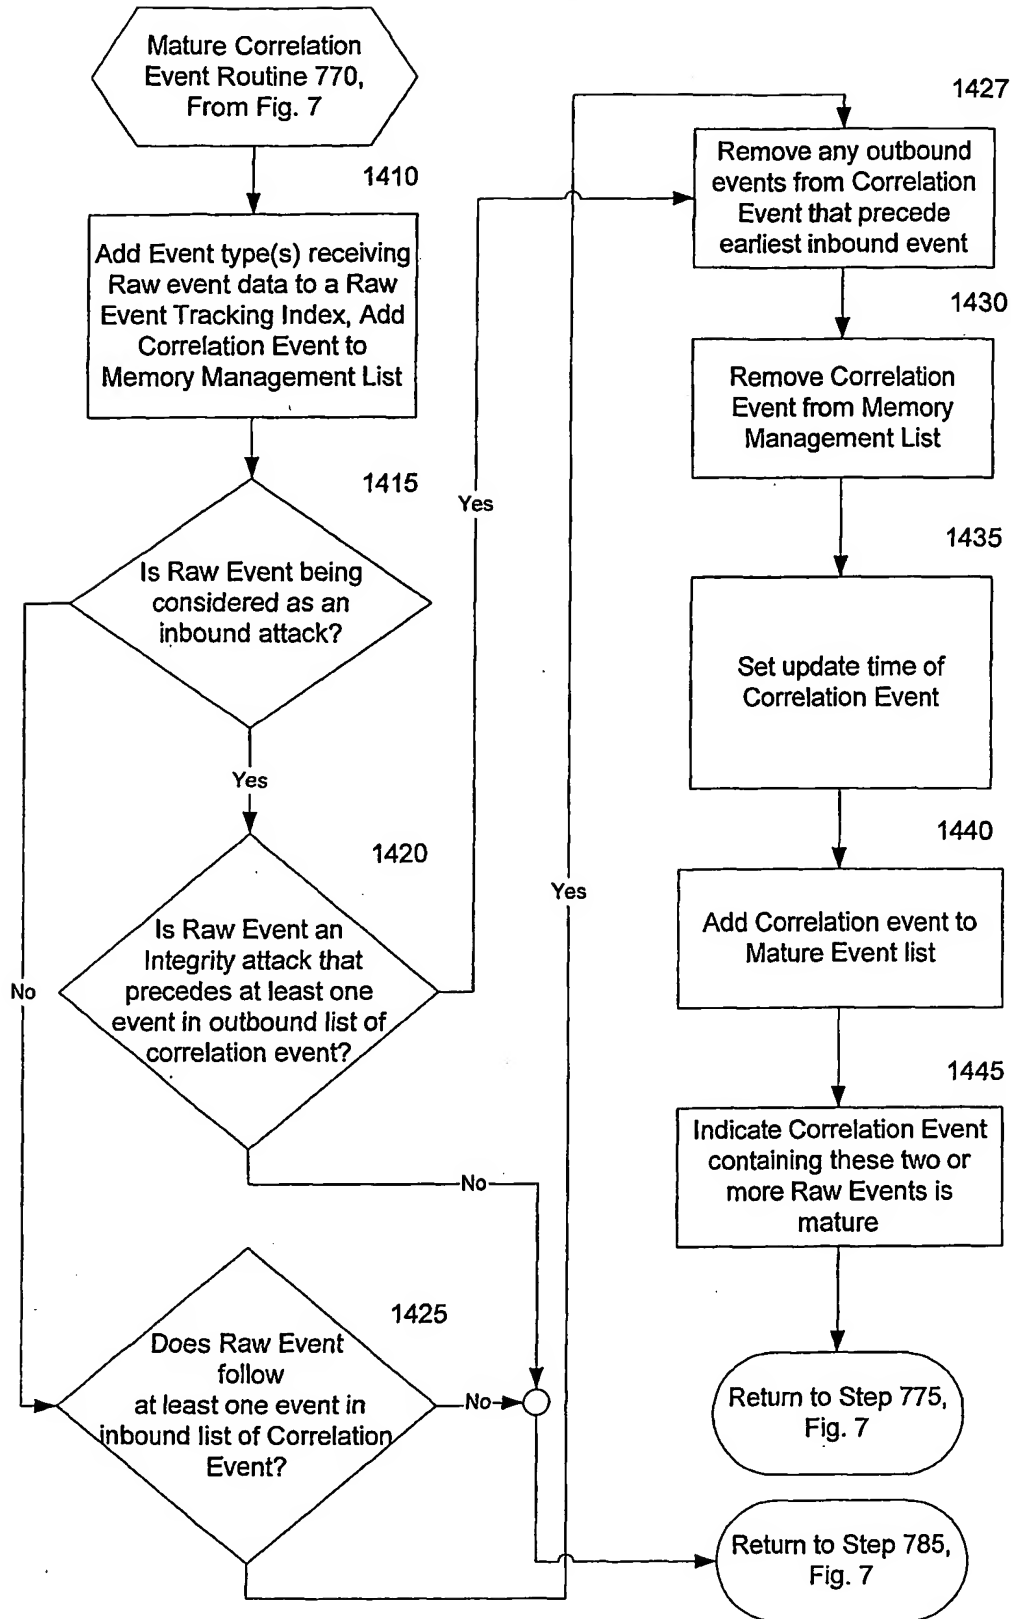 Mature Correlation
Event Routine 770,
From Fig. 7
1410
Add Event type(s) receiving
Raw event data to a Raw
Event Tracking Index, Add
Correlation Event to
Memory Management List
1415
Is Raw Event being
considered as an
inbound attack?
Yes
No
1420
Is Raw Event an
Integrity attack that
precedes at least one
event in outbound list of
correlation event?
Yes
No
1425
Does Raw Event
follow
at least one event in
inbound list of Correlation
Event?
No
Yes
1427
Remove any outbound
events from Correlation
Event that precede
earliest inbound event
1430
Remove Correlation
Event from Memory
Management List
1435
Set update time of
Correlation Event
1440
Add Correlation event to
Mature Event list
1445
Indicate Correlation Event
containing these two or
more Raw Events is
mature
Return to Step 775,
Fig. 7
Return to Step 785,
Fig. 7